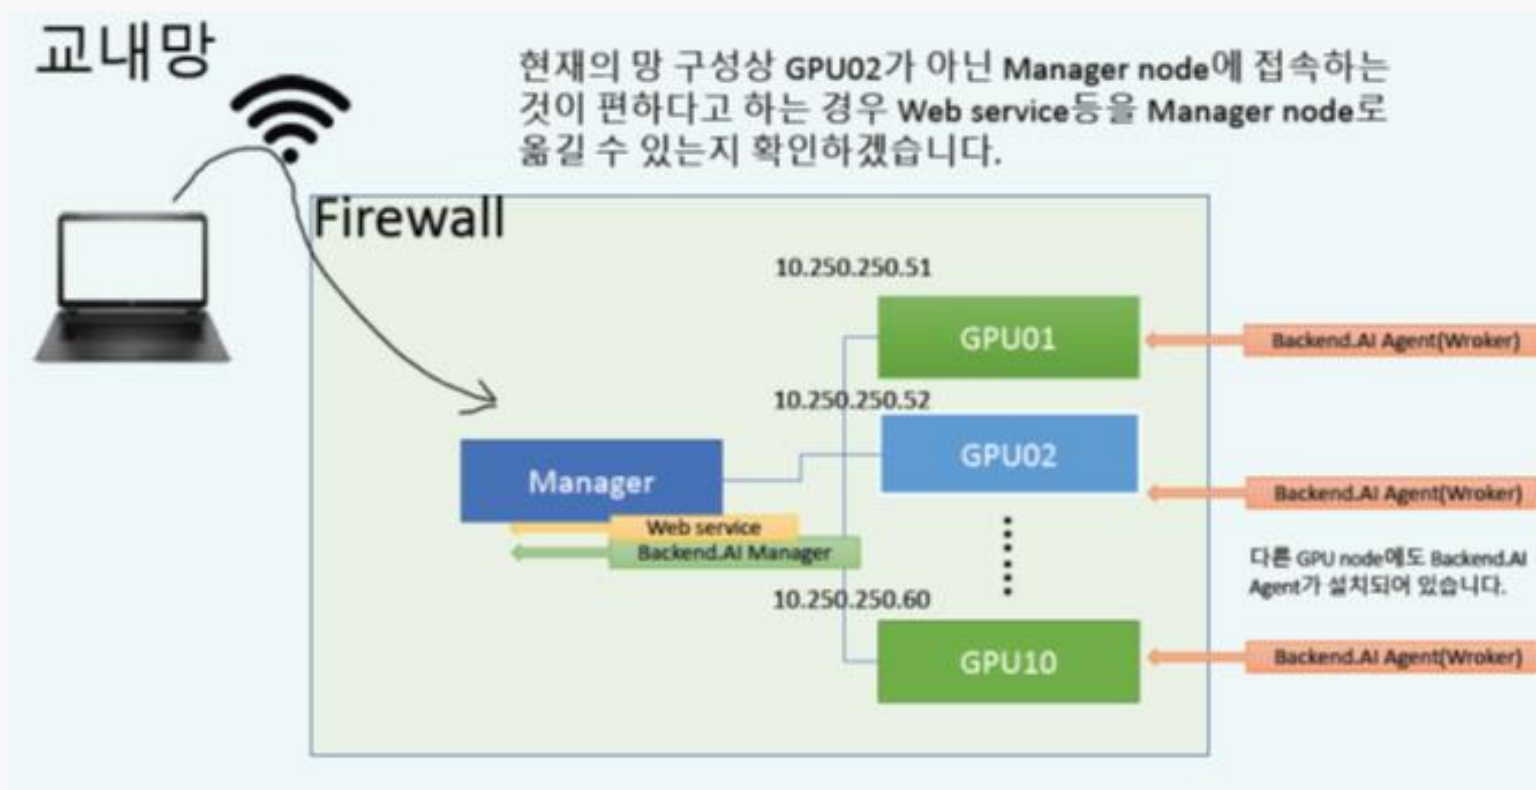 교내망
현재의 망 구성상 GPU02가 아닌 Manager node에 접속하는
것이 편하다고 하는 경우 Web service등을 Manager node로
옮길 수 있는지 확인하겠습니다.
Firewall
10.250.250.51
GPU01
Backend.AI Agent(Wroker)
10.250.250.52
GPU02
Manager
Backend.AI Agent(Wroker)
Web service
Backend.AI Manager
다른 GPU node에도 Backend.AI
Agent가 설치되어 있습니다.
10.250.250.60
GPU10
Backend.AI Agent(Wroker)